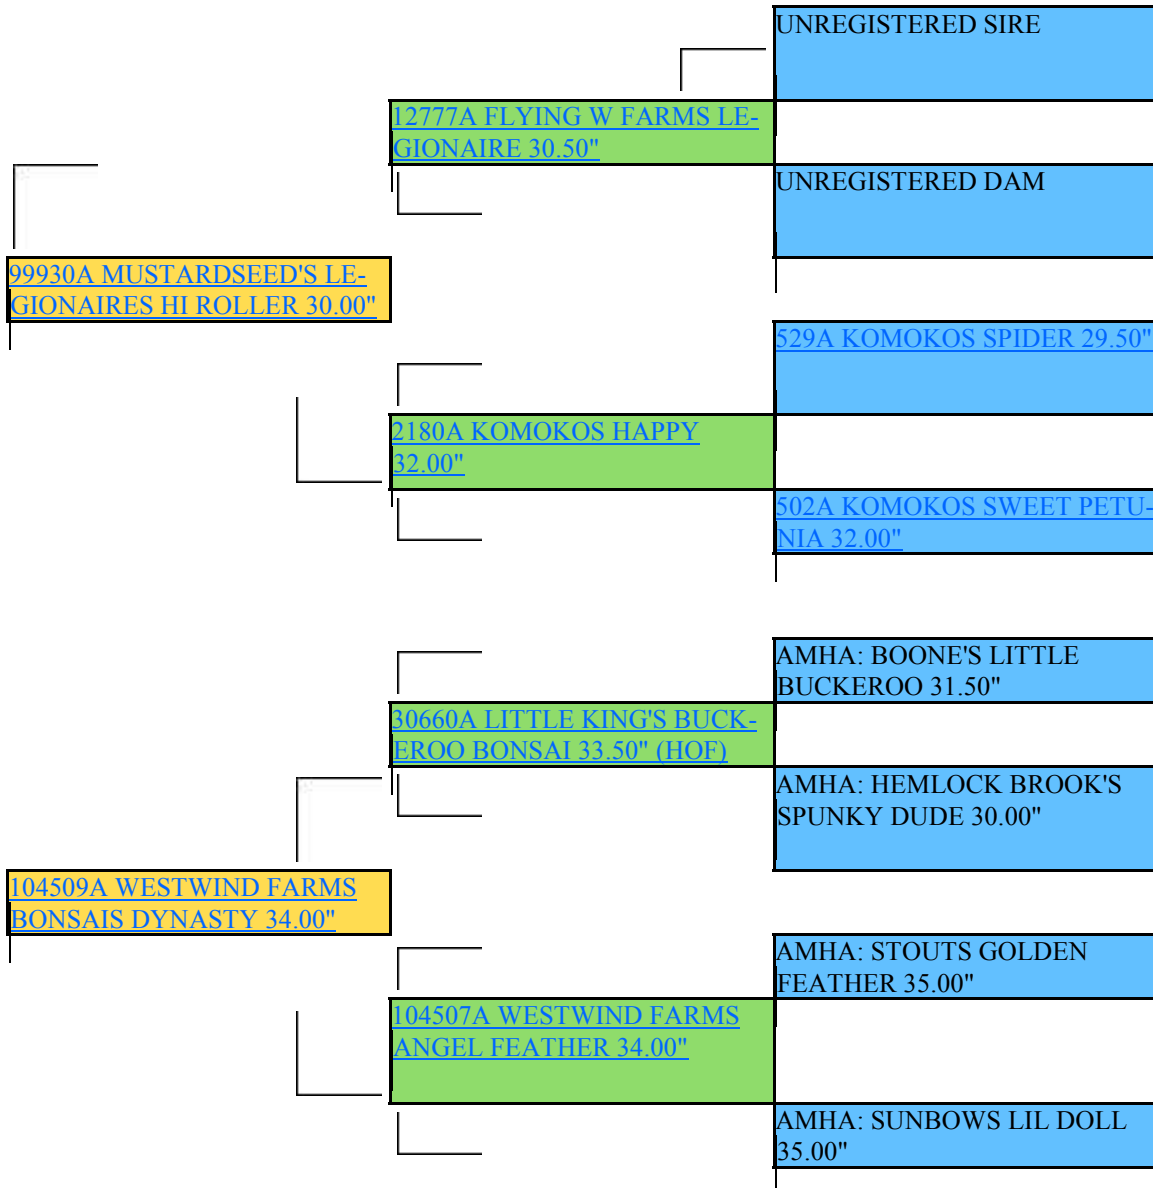 UNREGISTERED SIRE
12777A FLYING W FARMS LE-
GIONAIRE 30.50"
UNREGISTERED DAM
99930A MUSTARDSEED'S LE-
GIONAIRES HI ROLLER 30.00"
529A KOMOKOS SPIDER 29.50"
2180A KOMOKOS HAPPY
32.00"
502A KOMOKOS SWEET PETU-
NIA 32.00"
AMHA: BOONE'S LITTLE
BUCKEROO 31.50"
30660A LITTLE KING'S BUCK-
EROO BONSAI 33.50" (HOF)
AMHA: HEMLOCK BROOK'S
SPUNKY DUDE 30.00"
104509A WESTWIND FARMS
BONSAIS DYNASTY 34.00"
AMHA: STOUTS GOLDEN
FEATHER 35.00"
104507A WESTWIND FARMS
ANGEL FEATHER 34.00"
AMHA: SUNBOWS LIL DOLL
35.00"